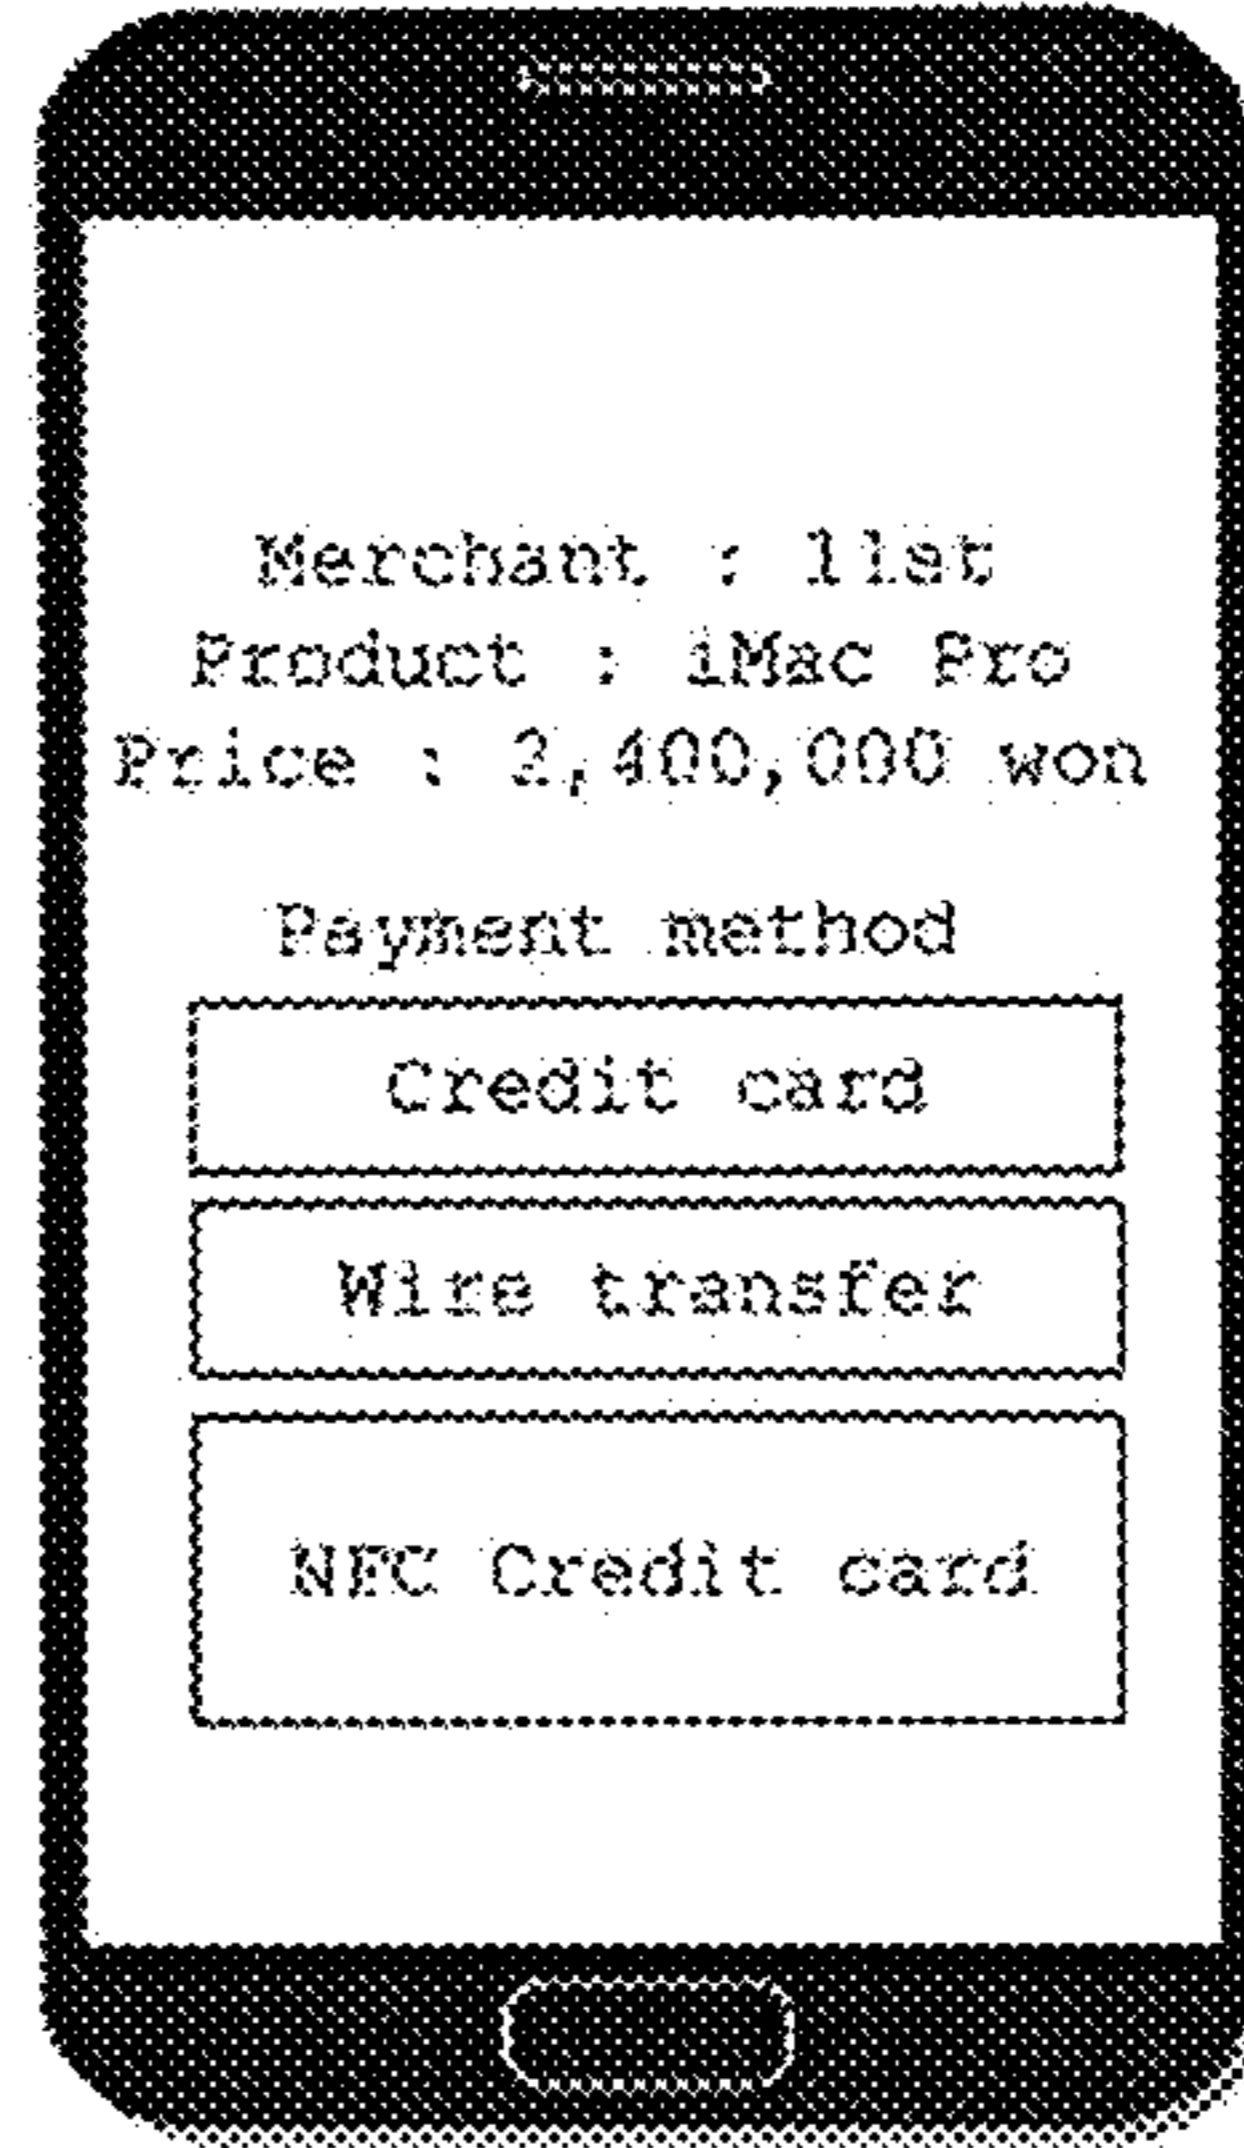 Merchant : 11st
Product : iMac Pro
Price : 2,400,000 won
Payment method
Credit card
Wire transfer
NFC Credit card